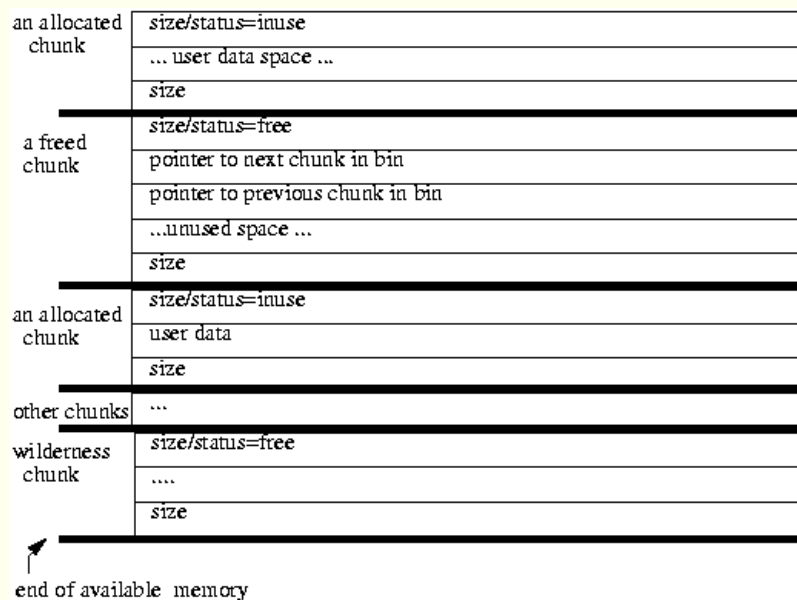 an allocated chunk
size/status=inuse
... user data space ...
size
a freed chunk
size/status=free
pointer to next chunk in bin
pointer to previous chunk in bin
...unused space ...
size
an allocated chunk
size/status=inuse
user data
size
other chunks
...
wilderness chunk
size/status=free
....
size
end of available memory